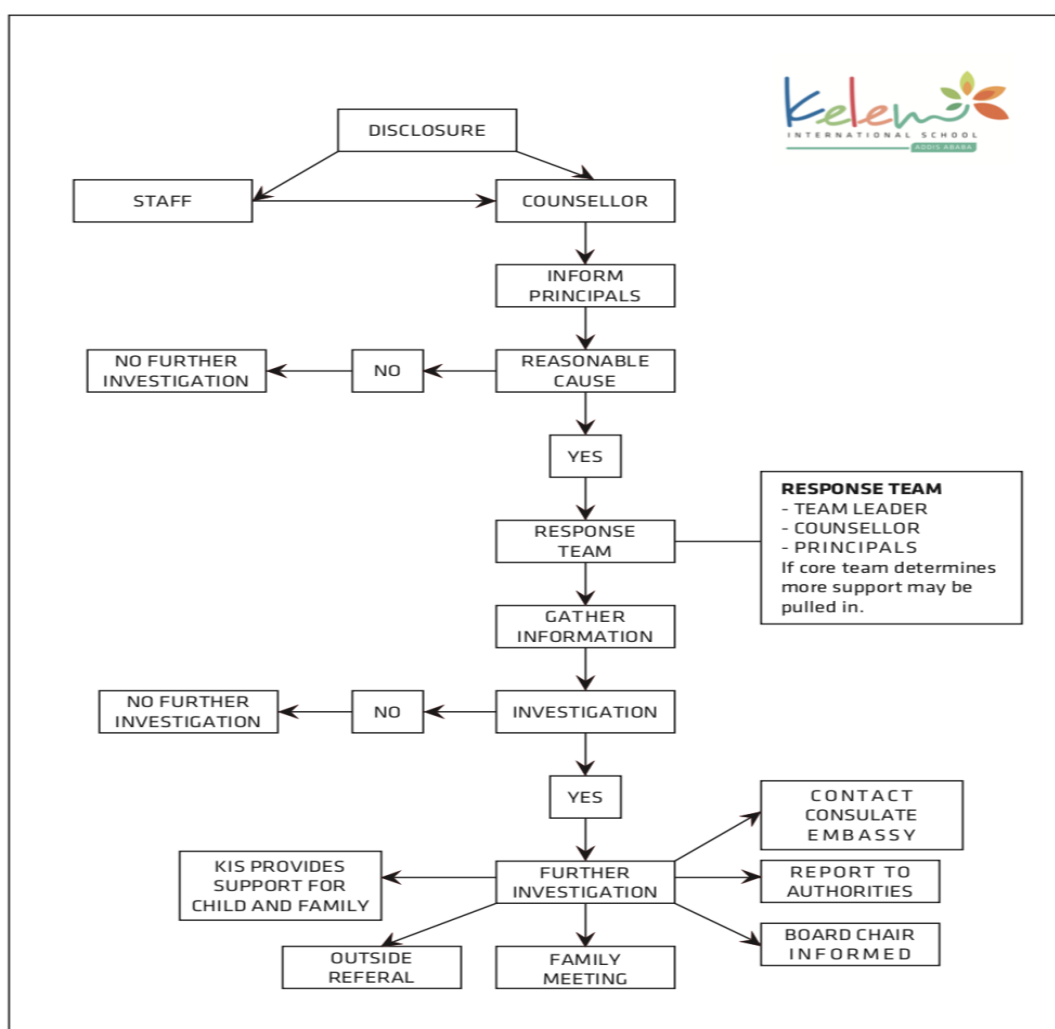 Kelem
INTERNATIONAL SCHOOL
ADDIS ABABA
DISCLOSURE
STAFF
COUNSELLOR
INFORM
PRINCIPALS
NO FURTHER
INVESTIGATION
NO
REASONABLE
CAUSE
YES
RESPONSE
TEAM
RESPONSE TEAM
- TEAM LEADER
- COUNSELLOR
- PRINCIPALS
If core team determines
more support may be
pulled in.
GATHER
INFORMATION
NO FURTHER
INVESTIGATION
NO
INVESTIGATION
YES
CONTACT
CONSULATE
EMBASSY
KIS PROVIDES
SUPPORT FOR
CHILD AND FAMILY
FURTHER
INVESTIGATION
REPORT TO
AUTHORITIES
OUTSIDE
REFERAL
FAMILY
MEETING
BOARD CHAIR
INFORMED